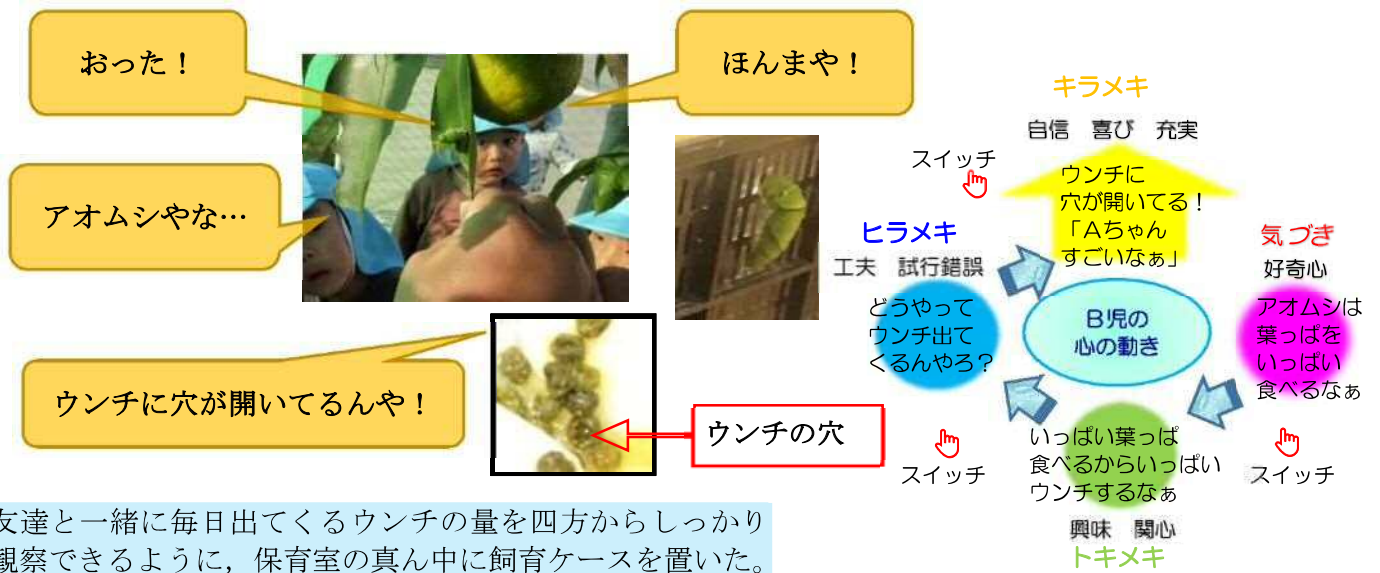 おった！
ほんまや！
アオムシやな…
ウンチに穴が開いてるんや！
ウンチの穴
友達と一緒に毎日出てくるウンチの量を四方からしっかり
観察できるように，保育室の真ん中に飼育ケースを置いた。
キラメキ
自信　喜び　充実
スイッチ
ウンチに
穴が開いてる！
「Ａちゃん
すごいなぁ」
ヒラメキ
工夫　試行錯誤
どうやって
ウンチ出て
くるんやろ？
気づき
好奇心
アオムシは
葉っぱを
いっぱい
食べるなぁ
Ｂ児の
心の動き
いっぱい葉っぱ
食べるからいっぱい
ウンチするなぁ
スイッチ
スイッチ
興味　関心
トキメキ